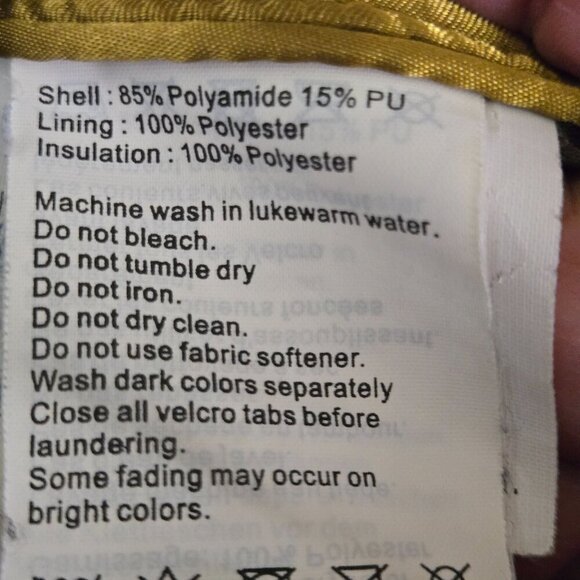 Shell : 85% Polyamide 15% PU
Lining : 100% Polyester
Insulation : 100% Polyester
Machine wash in lukewarm water.
Do not bleach.
Do not tumble dry
Do not iron.
Do not dry clean.
Do not use fabric softener.
Wash dark colors separately
Close all velcro tabs before
laundering.
Some fading may occur on
bright colors.